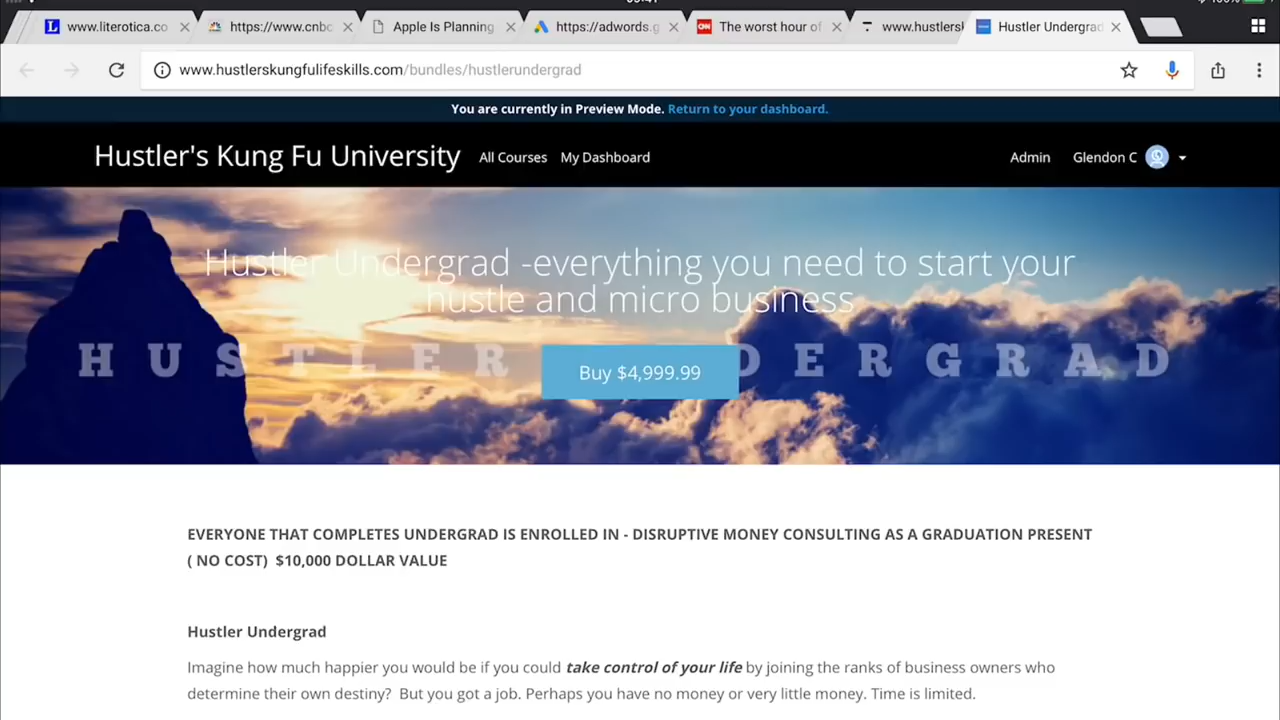 www.literotica.co
https://www.cnbc
Apple Is Planning
https://adwords.g
The worst hour of
www.hustlersk
Hustler Undergrad
www.hustlerskungfulifeskills.com/bundles/hustlerundergrad
You are currently in Preview Mode. Return to your dashboard.
Hustler's Kung Fu University
All Courses
My Dashboard
Admin
Glendon C
Hustler Undergrad -everything you need to start your
hustle and micro business
HUSTLER DERGRAD
Buy $4,999.99
EVERYONE THAT COMPLETES UNDERGRAD IS ENROLLED IN - DISRUPTIVE MONEY CONSULTING AS A GRADUATION PRESENT
( NO COST) $10,000 DOLLAR VALUE
Hustler Undergrad
Imagine how much happier you would be if you could take control of your life by joining the ranks of business owners who
determine their own destiny? But you got a job. Perhaps you have no money or very little money. Time is limited.